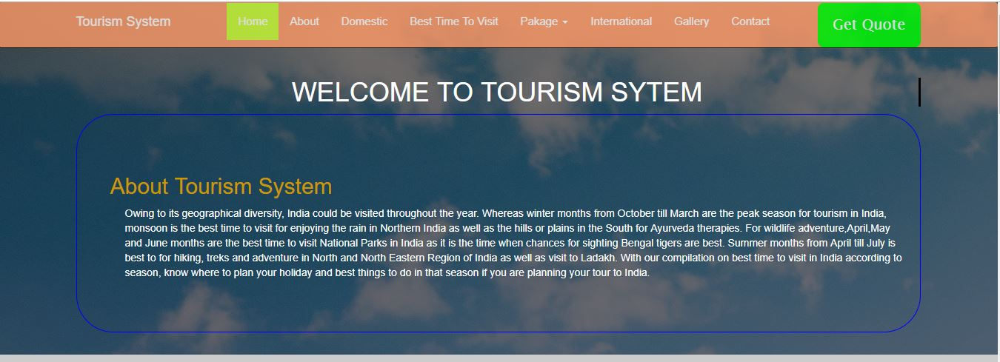 Tourism System Home About Domestic Best Time To Visit Pakage International Gallery Contact Get Quote
WELCOME TO TOURISM SYTEM
About Tourism System
Owing to its geographical diversity, India could be visited throughout the year. Whereas winter months from October till March are the peak season for tourism in India,
monsoon is the best time to visit for enjoying the rain in Northern India as well as the hills or plains in the South for Ayurveda therapies. For wildlife adventure,April,May
and June months are the best time to visit National Parks in India as it is the time when chances for sighting Bengal tigers are best. Summer months from April till July is
best to for hiking, treks and adventure in North and North Eastern Region of India as well as visit to Ladakh. With our compilation on best time to visit in India according to
season, know where to plan your holiday and best things to do in that season if you are planning your tour to India.